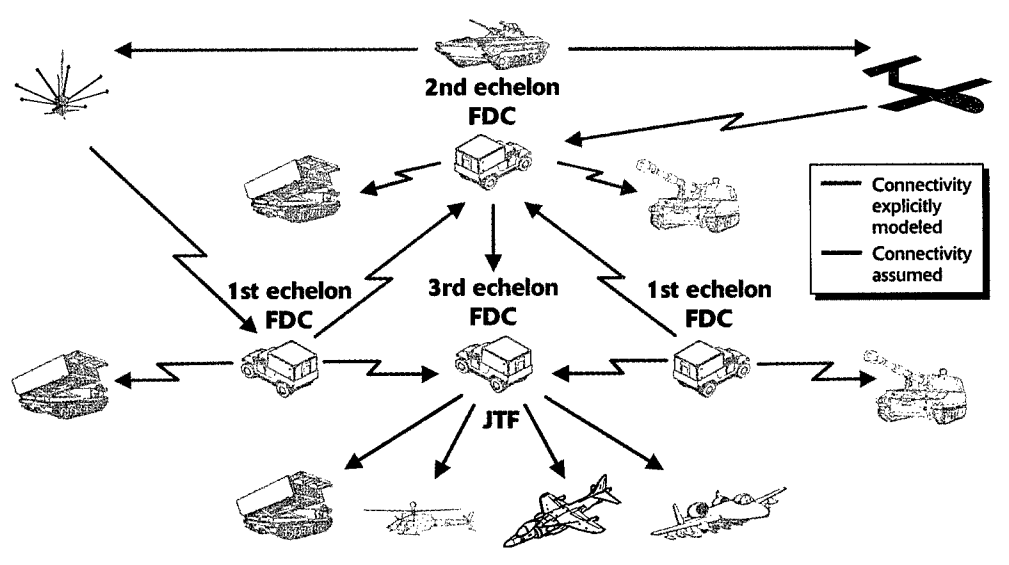 2nd echelon
FDC
Connectivity
explicitly
modeled
Connectivity
assumed
1st echelon
FDC
3rd echelon
FDC
1st echelon
FDC
JTF